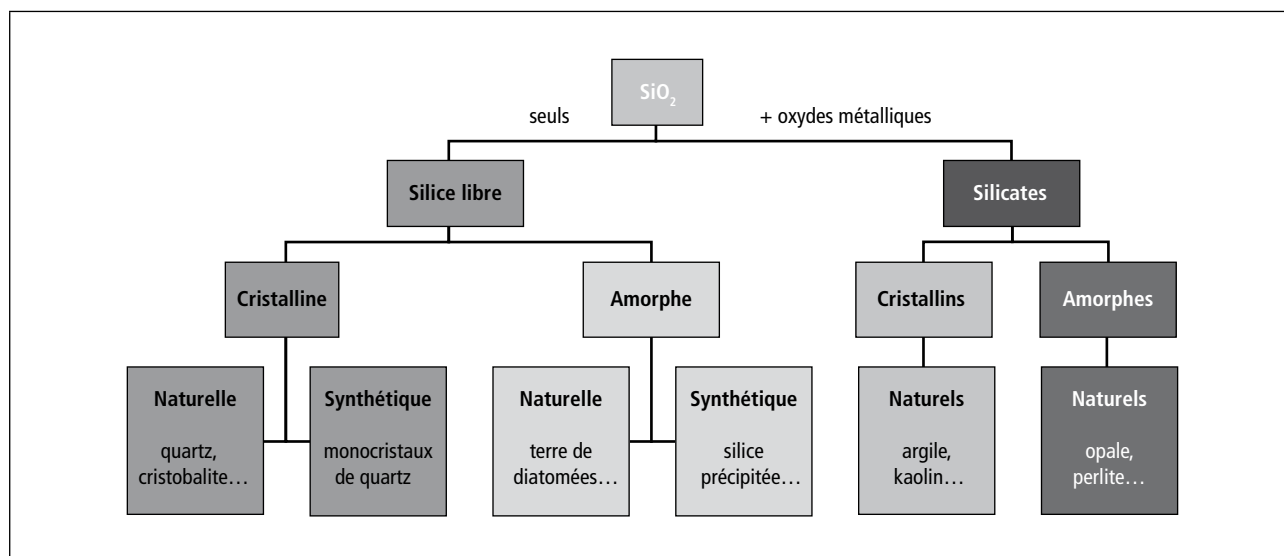 SiO₂
seuls
+ oxydes métalliques
Silice libre
Silicates
Cristalline
Amorphe
Cristallins
Amorphes
Naturelle
quartz,
cristobalite…
Synthétique
monocristaux
de quartz
Naturelle
terre de
diatomées…
Synthétique
silice
précipitée…
Naturels
argile,
kaolin…
Naturels
opale,
perlite…